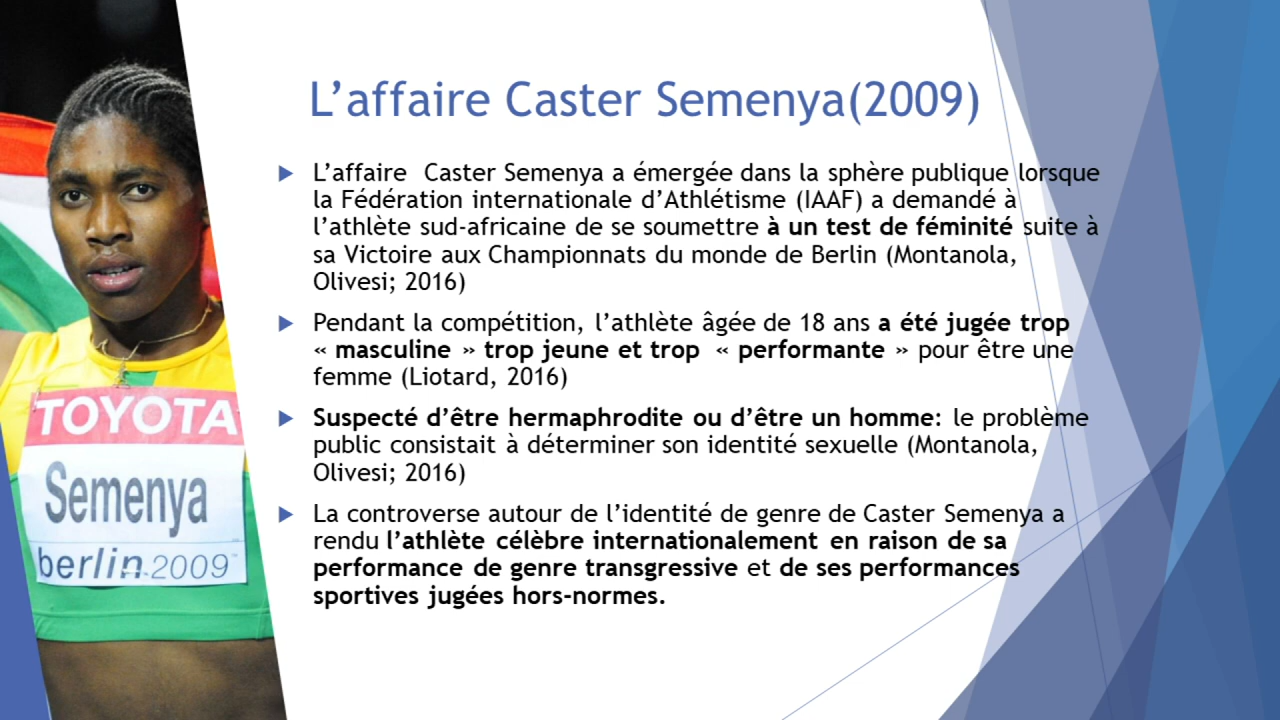 L’affaire Caster Semenya(2009)
L’affaire  Caster Semenya a émergée dans la sphère publique lorsque
la Fédération internationale d’Athlétisme (IAAF) a demandé à
l’athlète sud-africaine de se soumettre à un test de féminité suite à
sa Victoire aux Championnats du monde de Berlin (Montanola,
Olivesi; 2016)
Pendant la compétition, l’athlète âgée de 18 ans a été jugée trop
« masculine » trop jeune et trop  « performante » pour être une
femme (Liotard, 2016)
Suspecté d’être hermaphrodite ou d’être un homme: le problème
public consistait à déterminer son identité sexuelle (Montanola,
Olivesi; 2016)
La controverse autour de l’identité de genre de Caster Semenya a
rendu l’athlète célèbre internationalement en raison de sa
performance de genre transgressive et de ses performances
sportives jugées hors-normes.
TOYOTA
Semenya
berlin 2009